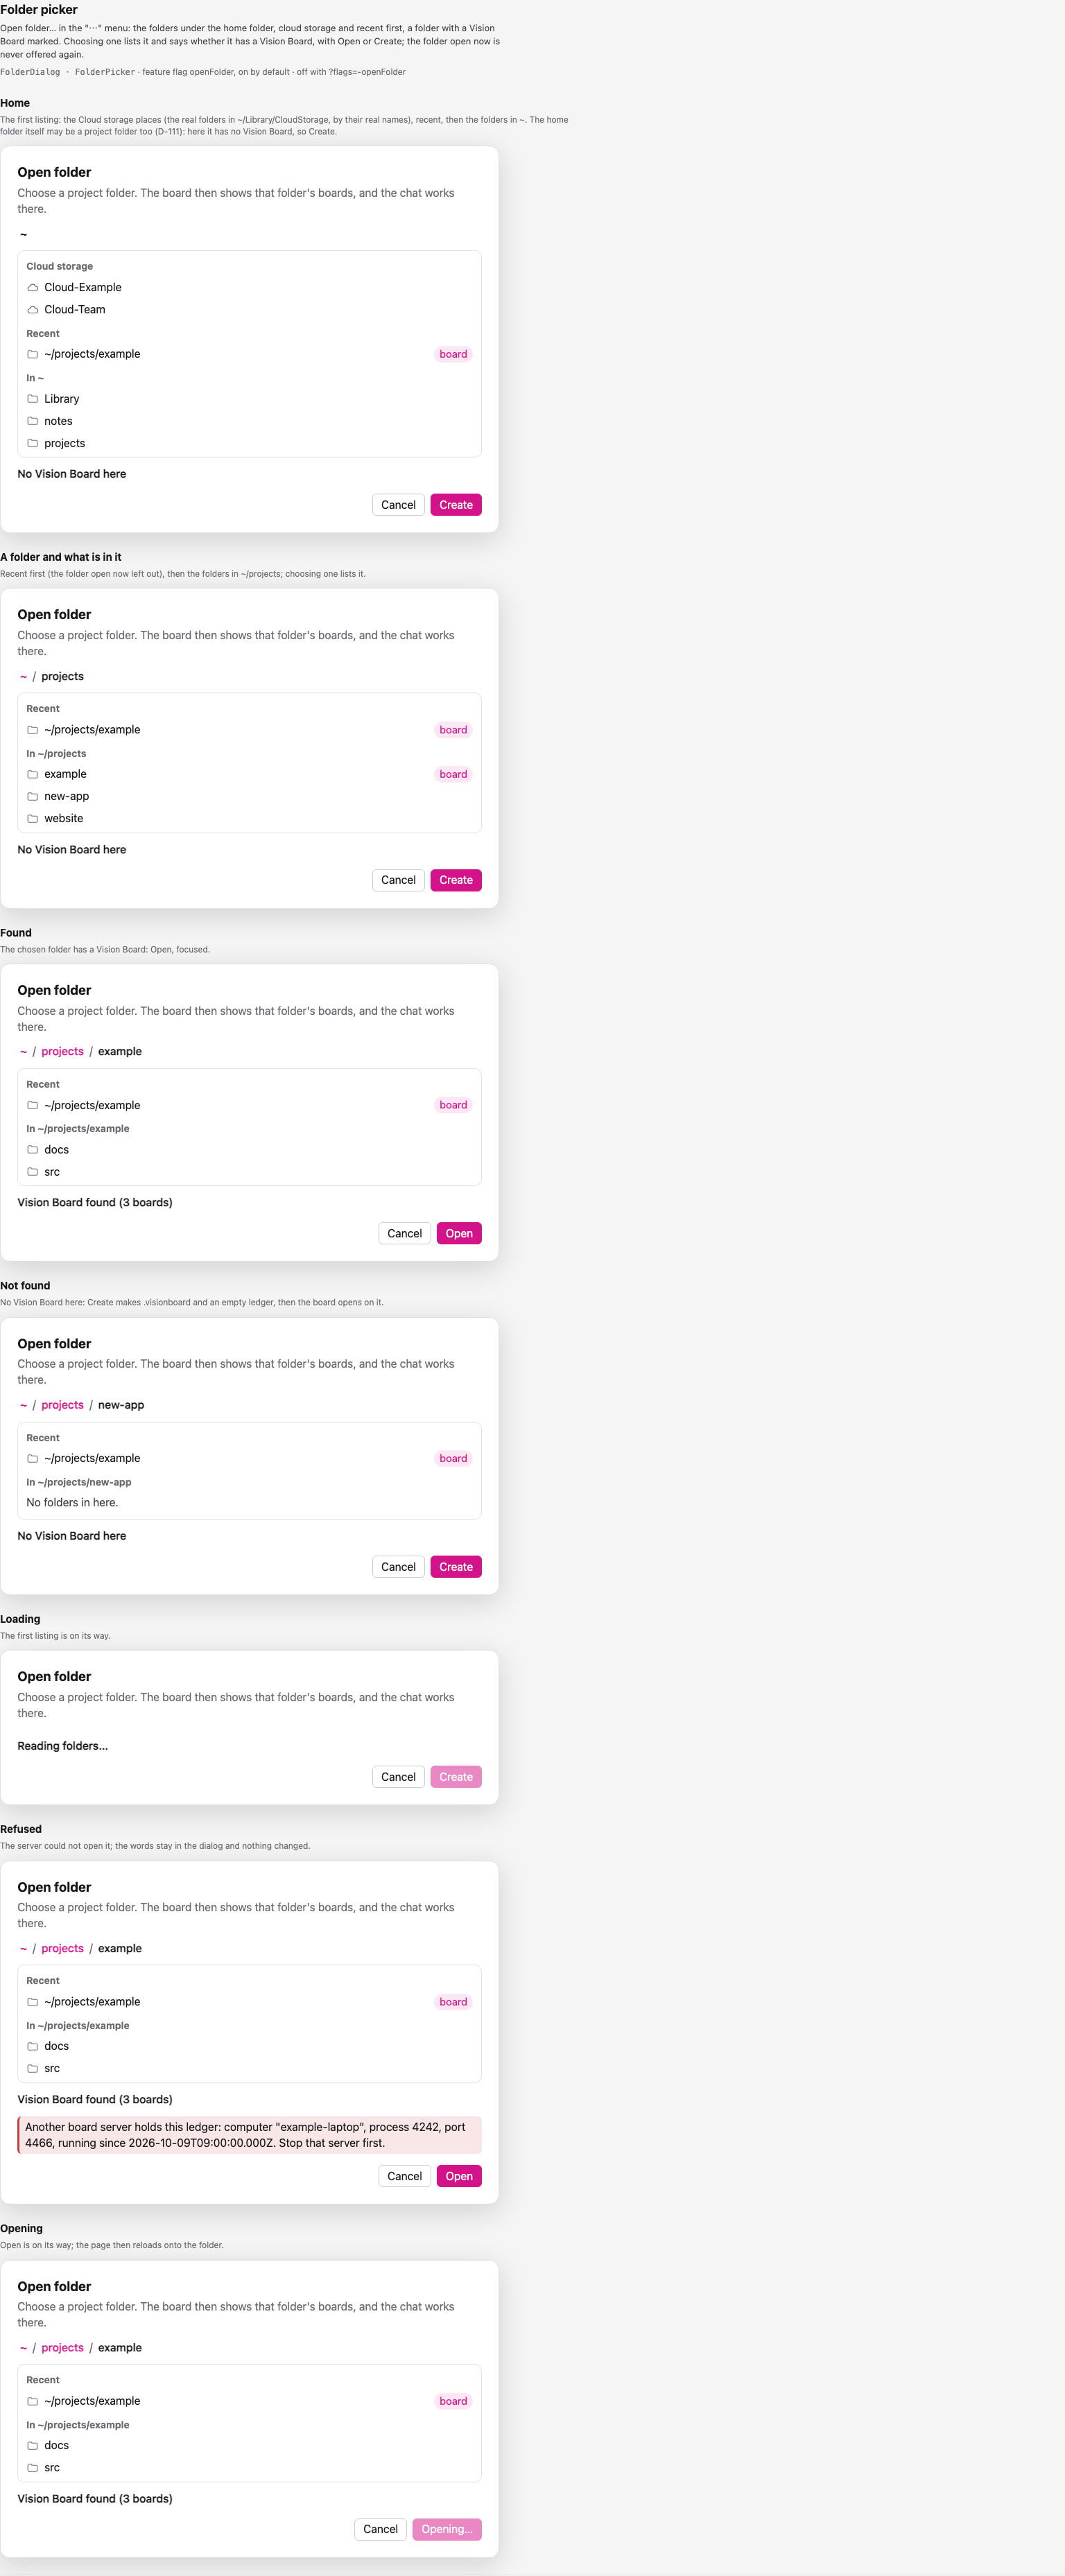 Folder picker
Open folder... in the "···" menu: the folders under the home folder, cloud storage and recent first, a folder with a Vision
Board marked. Choosing one lists it and says whether it has a Vision Board, with Open or Create; the folder open now is
never offered again.
FolderDialog · FolderPicker · feature flag openFolder, on by default · off with ?flags=-openFolder
Home
The first listing: the Cloud storage places (the real folders in ~/Library/CloudStorage, by their real names), recent, then the folders in ~. The home
folder itself may be a project folder too (D-111): here it has no Vision Board, so Create.
Open folder
Choose a project folder. The board then shows that folder's boards, and the chat works
there.
~
Cloud storage
Cloud-Example
Cloud-Team
Recent
~/projects/example board
In ~
Library
notes
projects
No Vision Board here
Cancel Create
A folder and what is in it
Recent first (the folder open now left out), then the folders in ~/projects; choosing one lists it.
Open folder
Choose a project folder. The board then shows that folder's boards, and the chat works
there.
~ / projects
Recent
~/projects/example board
In ~/projects
example board
new-app
website
No Vision Board here
Cancel Create
Found
The chosen folder has a Vision Board: Open, focused.
Open folder
Choose a project folder. The board then shows that folder's boards, and the chat works
there.
~ / projects / example
Recent
~/projects/example board
In ~/projects/example
docs
src
Vision Board found (3 boards)
Cancel Open
Not found
No Vision Board here: Create makes .visionboard and an empty ledger, then the board opens on it.
Open folder
Choose a project folder. The board then shows that folder's boards, and the chat works
there.
~ / projects / new-app
Recent
~/projects/example board
In ~/projects/new-app
No folders in here.
No Vision Board here
Cancel Create
Loading
The first listing is on its way.
Open folder
Choose a project folder. The board then shows that folder's boards, and the chat works
there.
Reading folders...
Cancel Create
Refused
The server could not open it; the words stay in the dialog and nothing changed.
Open folder
Choose a project folder. The board then shows that folder's boards, and the chat works
there.
~ / projects / example
Recent
~/projects/example board
In ~/projects/example
docs
src
Vision Board found (3 boards)
Another board server holds this ledger: computer "example-laptop", process 4242, port
4466, running since 2026-10-09T09:00:00.000Z. Stop that server first.
Cancel Open
Opening
Open is on its way; the page then reloads onto the folder.
Open folder
Choose a project folder. The board then shows that folder's boards, and the chat works
there.
~ / projects / example
Recent
~/projects/example board
In ~/projects/example
docs
src
Vision Board found (3 boards)
Cancel Opening...